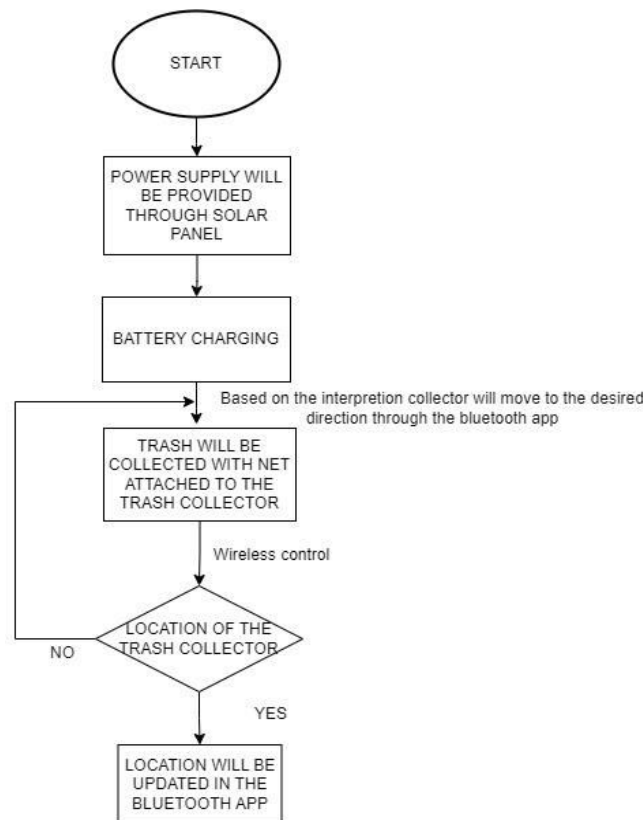 START
POWER SUPPLY WILL
BE PROVIDED
THROUGH SOLAR
PANEL
BATTERY CHARGING
Based on the interpretion collector will move to the desired
direction through the bluetooth app
TRASH WILL BE
COLLECTED WITH NET
ATTACHED TO THE
TRASH COLLECTOR
Wireless control
LOCATION OF THE
TRASH COLLECTOR
NO
YES
LOCATION WILL BE
UPDATED IN THE
BLUETOOTH APP